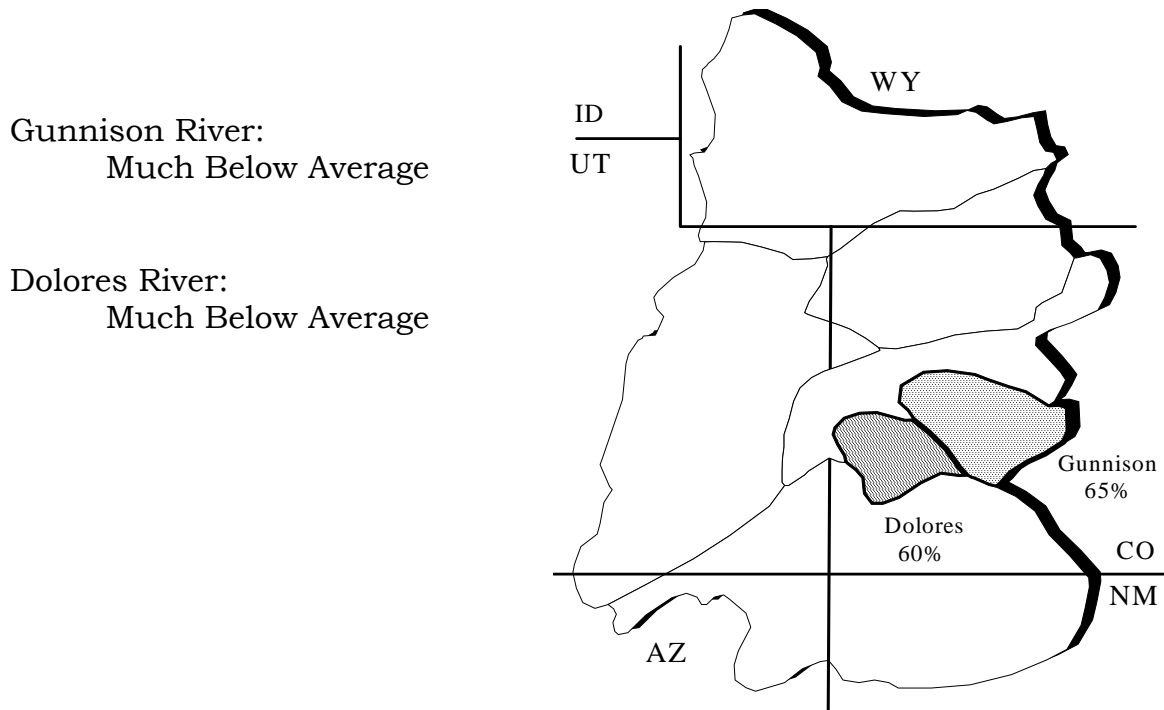 Gunnison River:
Much Below Average
Dolores River:
Much Below Average
WY
ID
UT
Gunnison
65%
Dolores
60%
CO
NM
AZ